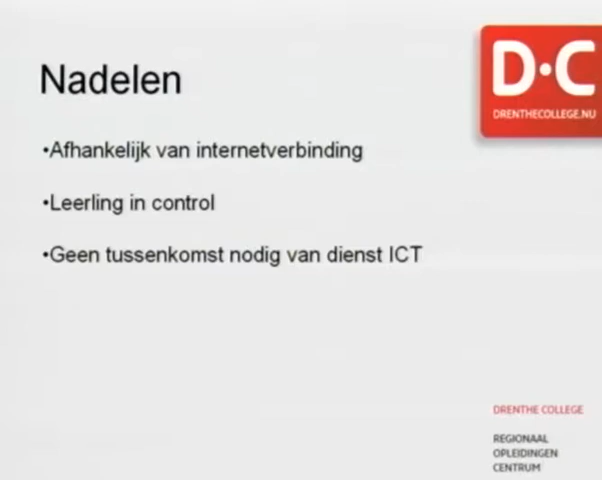 Nadelen
D·C
DRENTHECOLLEGE.NU
•Afhankelijk van internetverbinding
•Leerling in control
•Geen tussenkomst nodig van dienst ICT
DRENTHE COLLEGE
REGIONAAL
OPLEIDINGEN
CENTRUM